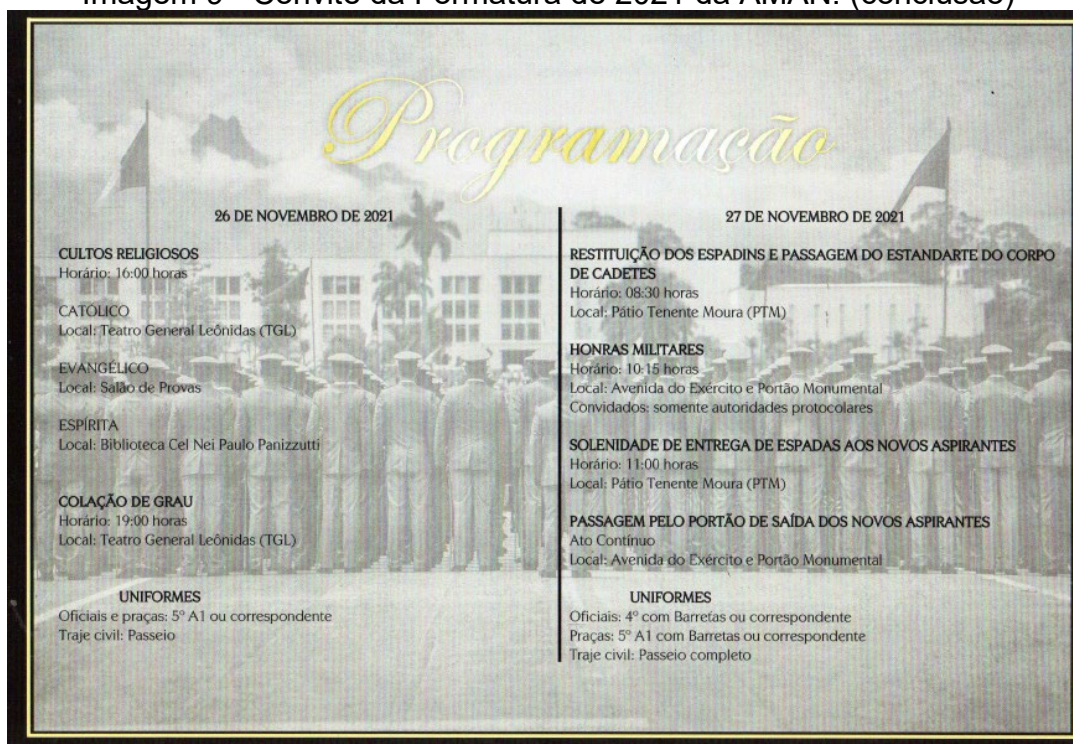 Imagem 9 - Convite da Formatura de 2021 da AMAN. (conclusão)
Programação
26 DE NOVEMBRO DE 2021
CULTOS RELIGIOSOS
Horário: 16:00 horas
CATÓLICO
Local: Teatro General Leônidas (TGL)
EVANGÉLICO
Local: Salão de Provas
ESPÍRITA
Local: Biblioteca Cel Nei Paulo Panizzutti
COLAÇÃO DE GRAU
Horário: 19:00 horas
Local: Teatro General Leônidas (TGL)
UNIFORMES
Oficiais e praças: 5º A1 ou correspondente
Traje civil: Passeio
27 DE NOVEMBRO DE 2021
RESTITUIÇÃO DOS ESPADINS E PASSAGEM DO ESTANDARTE DO CORPO
DE CADETES
Horário: 08:30 horas
Local: Pátio Tenente Moura (PTM)
HONRAS MILITARES
Horário: 10:15 horas
Local: Avenida do Exército e Portão Monumental
Convidados: somente autoridades protocolares
SOLENIDADE DE ENTREGA DE ESPADAS AOS NOVOS ASPIRANTES
Horário: 11:00 horas
Local: Pátio Tenente Moura (PTM)
PASSAGEM PELO PORTÃO DE SAÍDA DOS NOVOS ASPIRANTES
Ato Contínuo
Local: Avenida do Exército e Portão Monumental
UNIFORMES
Oficiais: 4º com Barretas ou correspondente
Praças: 5º A1 com Barretas ou correspondente
Traje civil: Passeio completo